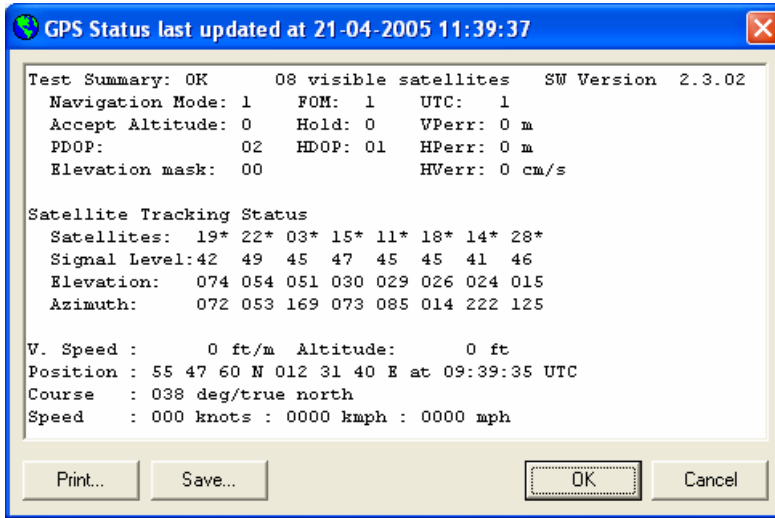 GPS Status last updated at 21-04-2005 11:39:37
Test Summary: OK 08 visible satellites SW Version 2.3.02
Navigation Mode: 1 FOM: 1 UTC: 1
Accept Altitude: 0 Hold: 0 VPerr: 0 m
PDOP: 02 HDOP: 01 HPerr: 0 m
Elevation mask: 00 HVerr: 0 cm/s
Satellite Tracking Status
Satellites: 19* 22* 03* 15* 11* 18* 14* 28*
Signal Level:42 49 45 47 45 45 41 46
Elevation: 074 054 051 030 029 026 024 015
Azimuth: 072 053 169 073 085 014 222 125
V. Speed : 0 ft/m Altitude: 0 ft
Position : 55 47 60 N 012 31 40 E at 09:39:35 UTC
Course : 038 deg/true north
Speed : 000 knots : 0000 kmph : 0000 mph
Print... Save... OK Cancel